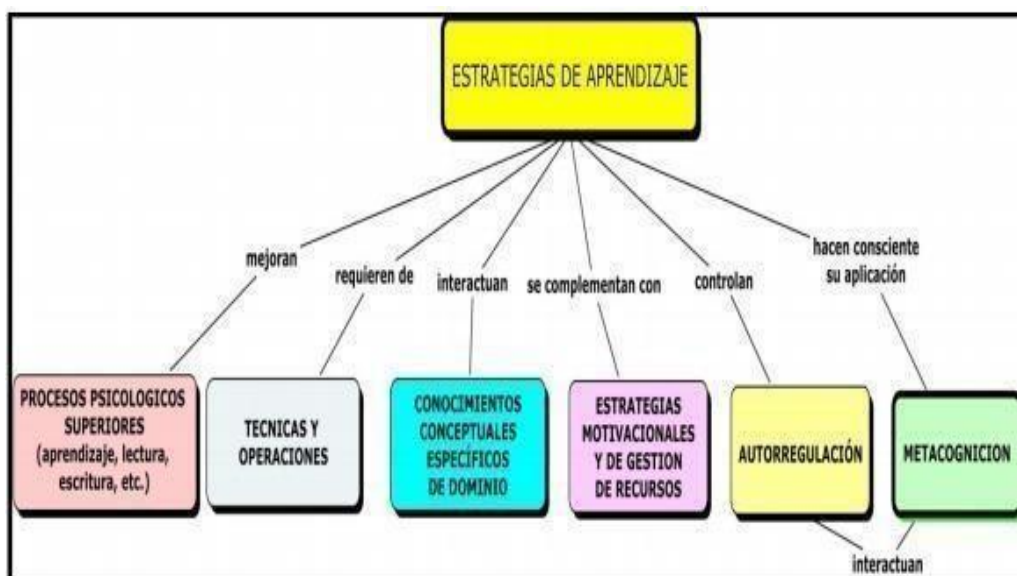 ESTRATEGIAS DE APRENDIZAJE
mejoran
requieren de
interactuan
se complementan con
controlan
hacen consciente
su aplicación
PROCESOS PSICOLOGICOS
SUPERIORES
(aprendizaje, lectura,
escritura, etc.)
TECNICAS Y
OPERACIONES
CONOCIMIENTOS
CONCEPTUALES
ESPECÍFICOS
DE DOMINIO
ESTRATEGIAS
MOTIVACIONALES
Y DE GESTION
DE RECURSOS
AUTORREGULACIÓN
METACOGNICION
interactuan